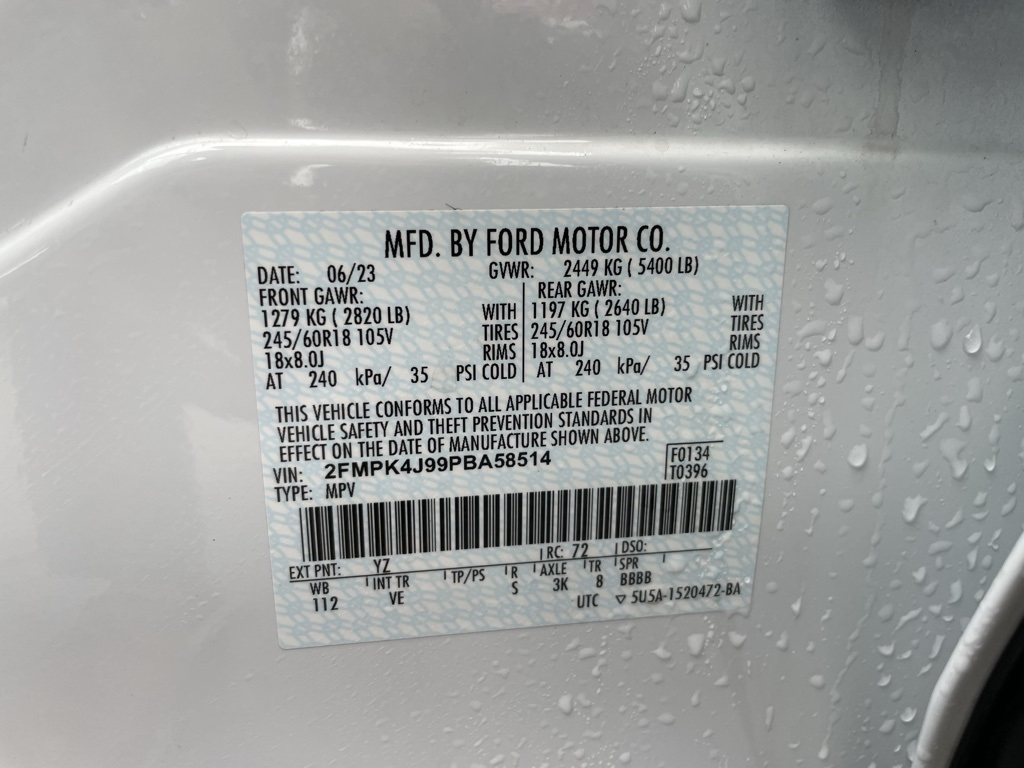 MFD. BY FORD MOTOR CO.
DATE: 06/23 GVWR: 2449 KG ( 5400 LB)
FRONT GAWR: REAR GAWR:
1279 KG ( 2820 LB) WITH 1197 KG ( 2640 LB) WITH
245/60R18 105V TIRES 245/60R18 105V TIRES
18x8.0J RIMS 18x8.0J RIMS
AT 240 kPa/ 35 PSI COLD AT 240 kPa/ 35 PSI COLD
THIS VEHICLE CONFORMS TO ALL APPLICABLE FEDERAL MOTOR
VEHICLE SAFETY AND THEFT PREVENTION STANDARDS IN
EFFECT ON THE DATE OF MANUFACTURE SHOWN ABOVE.
VIN: 2FMPK4J99PBA58514 F0134
TYPE: MPV T0396
EXT PNT: YZ RC: 72 DSO:
WB INT TR TP/PS R AXLE TR SPR
112 VE S 3K 8 BBBB
UTC ▽ 5U5A-1520472-BA